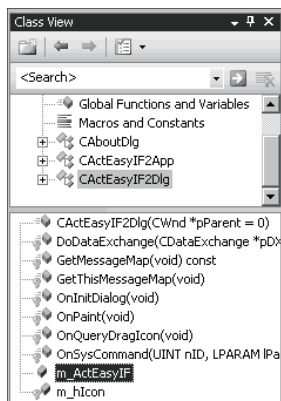 Class View
<Search>
Global Functions and Variables
Macros and Constants
CAboutDlg
CActEasyIF2App
CActEasyIF2Dlg
CActEasyIF2Dlg(CWnd *pParent = 0)
DoDataExchange(CDataExchange *pDX
GetMessageMap(void) const
GetThisMessageMap(void)
OnInitDialog(void)
OnPaint(void)
OnQueryDragIcon(void)
OnSysCommand(UINT nID, LPARAM lPa
m_ActEasyIF
m_hIcon